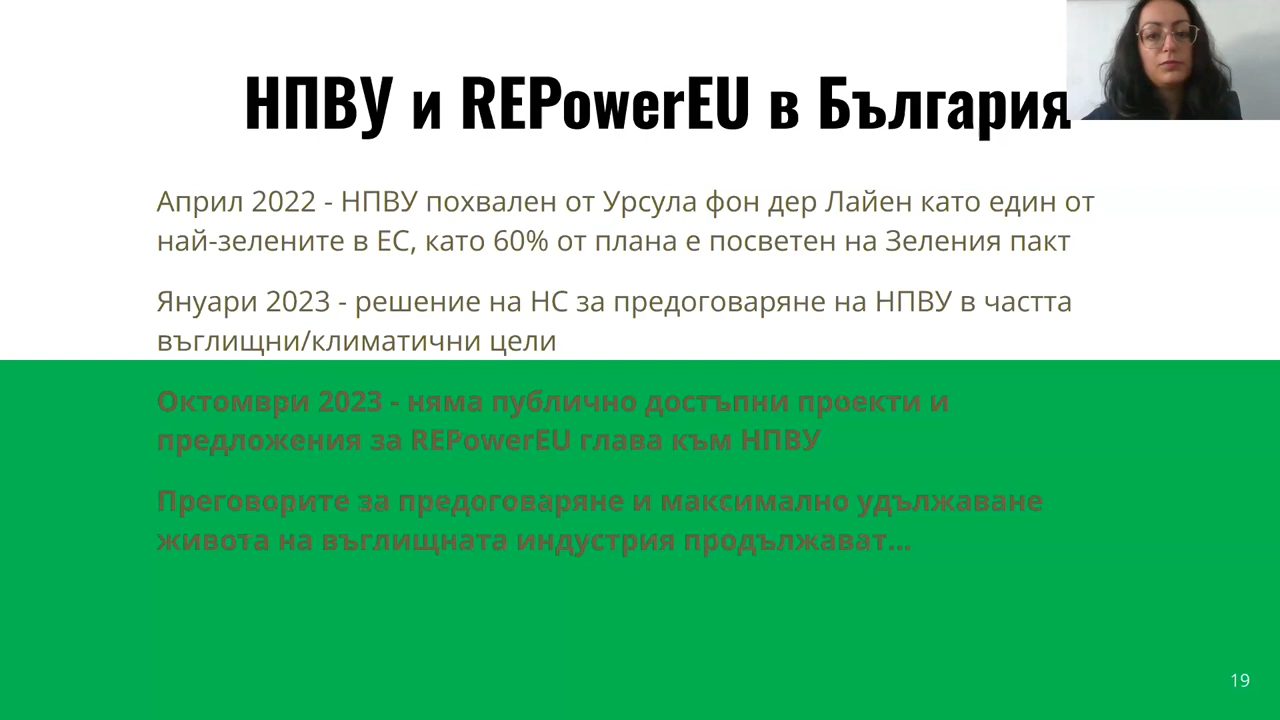 НПВУ и REPowerEU в България
Април 2022 - НПВУ похвален от Урсула фон дер Лайен като един от
най-зелените в ЕС, като 60% от плана е посветен на Зеления пакт
Януари 2023 - решение на НС за предоговаряне на НПВУ в частта
въглищни/климатични цели
Октомври 2023 - няма публично достъпни проекти и
предложения за REPowerEU глава към НПВУ
Преговорите за предоговаряне и максимално удължаване
живота на въглищната индустрия продължават...
19